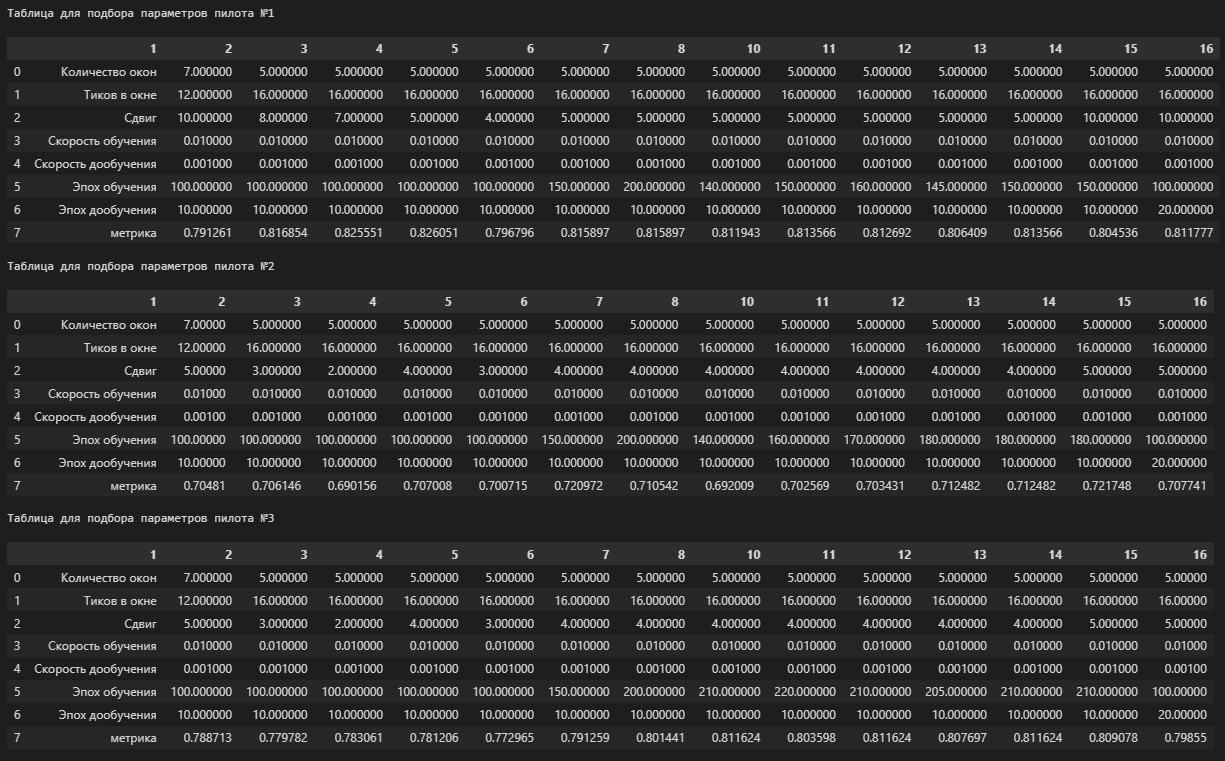 Таблица для подбора параметров пилота №1
1 2 3 4 5 6 7 8 10 11 12 13 14 15 16
0 Количество окон 7.000000 5.000000 5.000000 5.000000 5.000000 5.000000 5.000000 5.000000 5.000000 5.000000 5.000000 5.000000 5.000000 5.000000
1 Тиков в окне 12.000000 16.000000 16.000000 16.000000 16.000000 16.000000 16.000000 16.000000 16.000000 16.000000 16.000000 16.000000 16.000000 16.000000
2 Сдвиг 10.000000 8.000000 7.000000 5.000000 4.000000 5.000000 5.000000 5.000000 5.000000 5.000000 5.000000 5.000000 10.000000 10.000000
3 Скорость обучения 0.010000 0.010000 0.010000 0.010000 0.010000 0.010000 0.010000 0.010000 0.010000 0.010000 0.010000 0.010000 0.010000 0.010000
4 Скорость дообучения 0.001000 0.001000 0.001000 0.001000 0.001000 0.001000 0.001000 0.001000 0.001000 0.001000 0.001000 0.001000 0.001000 0.001000
5 Эпох обучения 100.000000 100.000000 100.000000 100.000000 100.000000 150.000000 200.000000 140.000000 150.000000 160.000000 145.000000 150.000000 150.000000 100.000000
6 Эпох дообучения 10.000000 10.000000 10.000000 10.000000 10.000000 10.000000 10.000000 10.000000 10.000000 10.000000 10.000000 10.000000 10.000000 20.000000
7 метрика 0.791261 0.816854 0.825551 0.826051 0.796796 0.815897 0.815897 0.811943 0.813566 0.812692 0.806409 0.813566 0.804536 0.811777
Таблица для подбора параметров пилота №2
1 2 3 4 5 6 7 8 10 11 12 13 14 15 16
0 Количество окон 7.00000 5.000000 5.000000 5.000000 5.000000 5.000000 5.000000 5.000000 5.000000 5.000000 5.000000 5.000000 5.000000 5.000000
1 Тиков в окне 12.00000 16.000000 16.000000 16.000000 16.000000 16.000000 16.000000 16.000000 16.000000 16.000000 16.000000 16.000000 16.000000 16.000000
2 Сдвиг 5.00000 3.000000 2.000000 4.000000 3.000000 4.000000 4.000000 4.000000 4.000000 4.000000 4.000000 4.000000 5.000000 5.000000
3 Скорость обучения 0.01000 0.010000 0.010000 0.010000 0.010000 0.010000 0.010000 0.010000 0.010000 0.010000 0.010000 0.010000 0.010000 0.010000
4 Скорость дообучения 0.00100 0.001000 0.001000 0.001000 0.001000 0.001000 0.001000 0.001000 0.001000 0.001000 0.001000 0.001000 0.001000 0.001000
5 Эпох обучения 100.00000 100.000000 100.000000 100.000000 100.000000 150.000000 200.000000 140.000000 160.000000 170.000000 180.000000 180.000000 180.000000 100.000000
6 Эпох дообучения 10.00000 10.000000 10.000000 10.000000 10.000000 10.000000 10.000000 10.000000 10.000000 10.000000 10.000000 10.000000 10.000000 20.000000
7 метрика 0.70481 0.706146 0.690156 0.707008 0.700715 0.720972 0.710542 0.692009 0.702569 0.703431 0.712482 0.712482 0.721748 0.707741
Таблица для подбора параметров пилота №3
1 2 3 4 5 6 7 8 10 11 12 13 14 15 16
0 Количество окон 7.000000 5.000000 5.000000 5.000000 5.000000 5.000000 5.000000 5.000000 5.000000 5.000000 5.000000 5.000000 5.000000 5.00000
1 Тиков в окне 12.000000 16.000000 16.000000 16.000000 16.000000 16.000000 16.000000 16.000000 16.000000 16.000000 16.000000 16.000000 16.000000 16.00000
2 Сдвиг 5.000000 3.000000 2.000000 4.000000 3.000000 4.000000 4.000000 4.000000 4.000000 4.000000 4.000000 4.000000 5.000000 5.00000
3 Скорость обучения 0.010000 0.010000 0.010000 0.010000 0.010000 0.010000 0.010000 0.010000 0.010000 0.010000 0.010000 0.010000 0.010000 0.01000
4 Скорость дообучения 0.001000 0.001000 0.001000 0.001000 0.001000 0.001000 0.001000 0.001000 0.001000 0.001000 0.001000 0.001000 0.001000 0.00100
5 Эпох обучения 100.000000 100.000000 100.000000 100.000000 100.000000 150.000000 200.000000 210.000000 220.000000 210.000000 205.000000 210.000000 210.000000 100.00000
6 Эпох дообучения 10.000000 10.000000 10.000000 10.000000 10.000000 10.000000 10.000000 10.000000 10.000000 10.000000 10.000000 10.000000 10.000000 20.00000
7 метрика 0.788713 0.779782 0.783061 0.781206 0.772965 0.791259 0.801441 0.811624 0.803598 0.811624 0.807697 0.811624 0.809078 0.79855